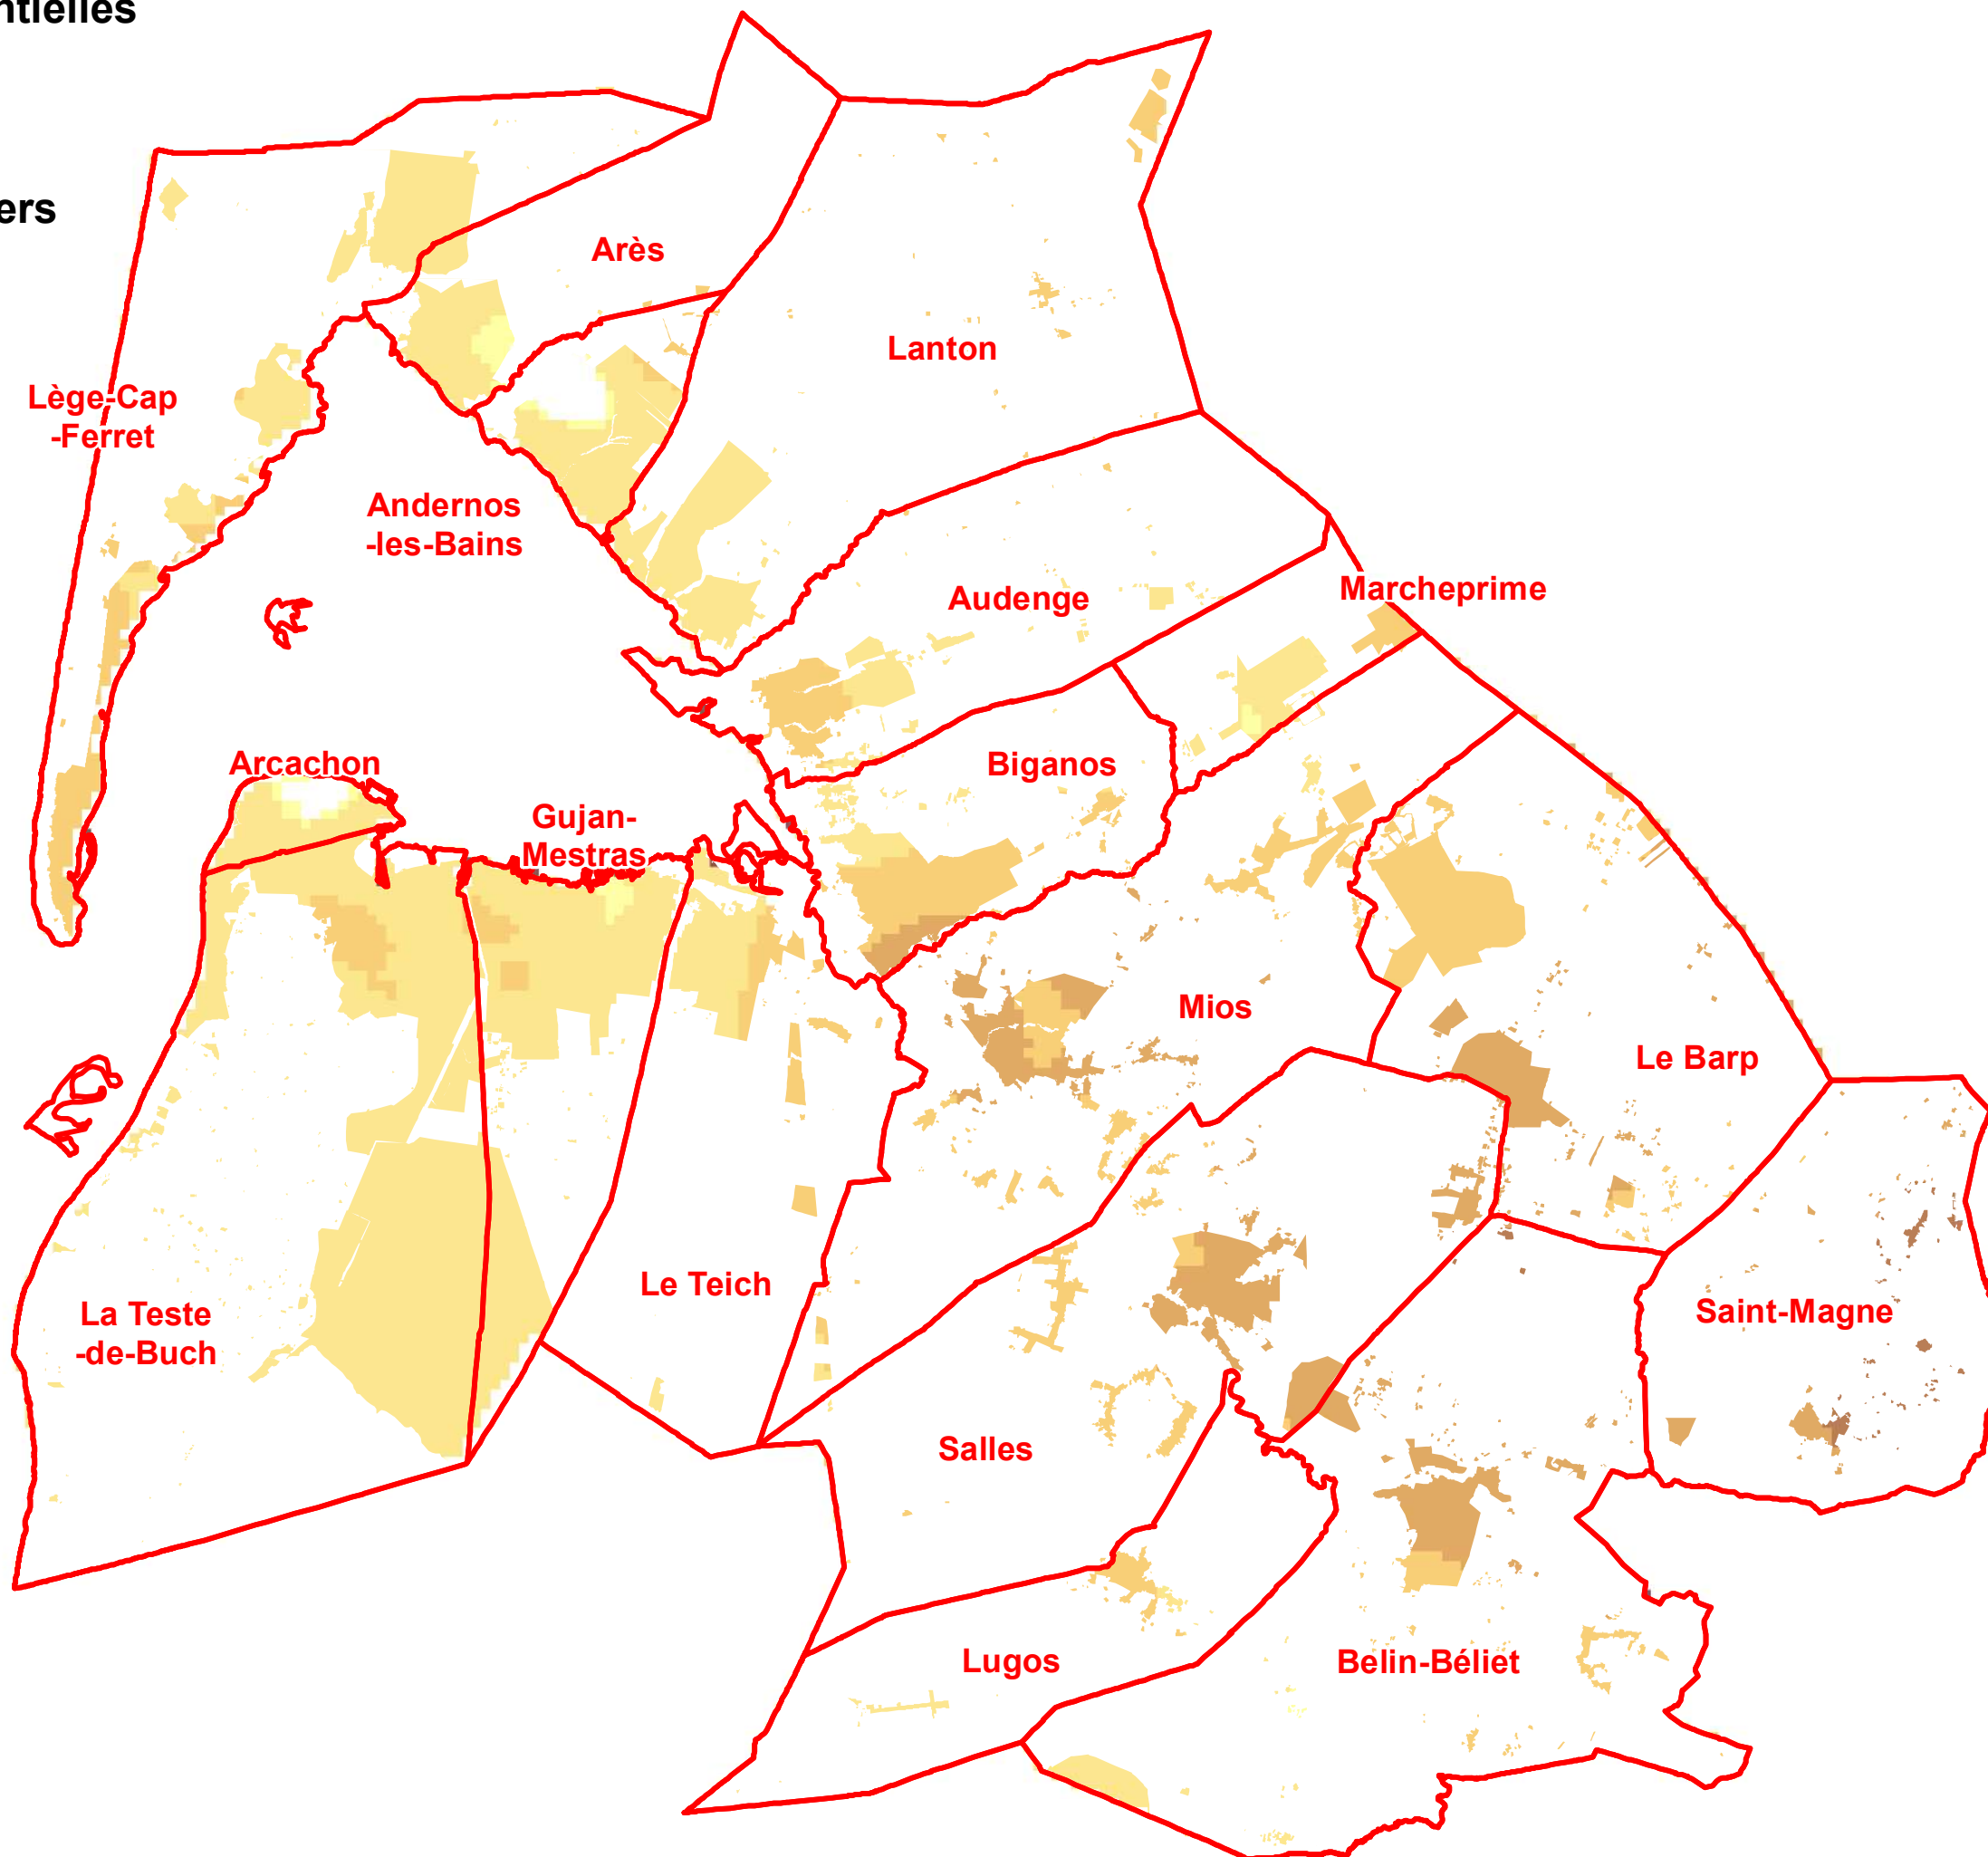 ntielles
ers
Arès
Lanton
Lège-Cap
-Ferret
Andernos
-les-Bains
Marcheprime
Audenge
Arcachon
Biganos
Gujan-
Mestras
Mios
Le Barp
Le Teich
La Teste
-de-Buch
Saint-Magne
Salles
Lugos
Belin-Béliet